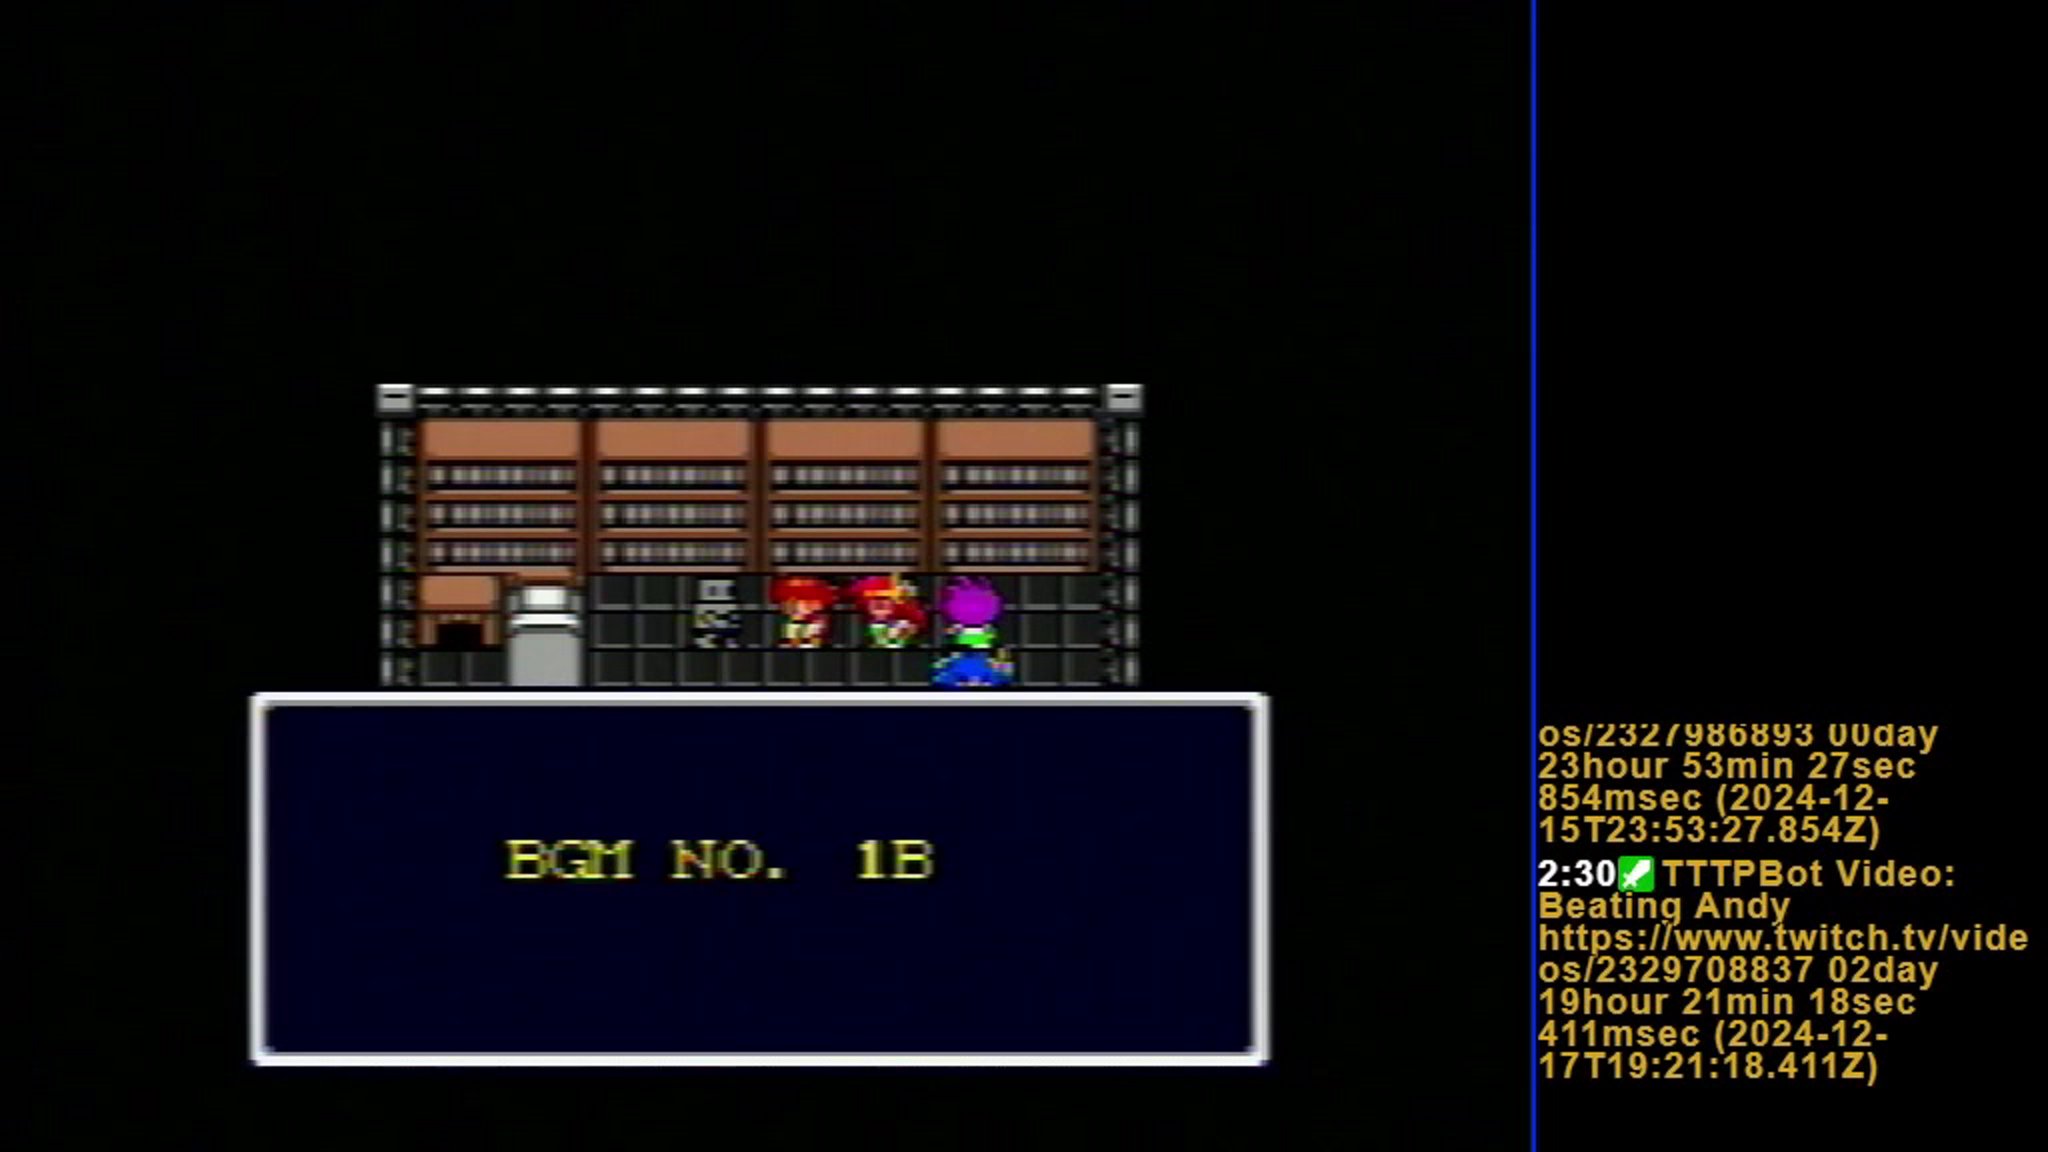 BGM NO. 1B
os/2327986893 00day
23hour 53min 27sec
854msec (2024-12-
15T23:53:27.854Z)
2:30 TTTPBot Video:
Beating Andy
https://www.twitch.tv/vide
os/2329708837 02day
19hour 21min 18sec
411msec (2024-12-
17T19:21:18.411Z)